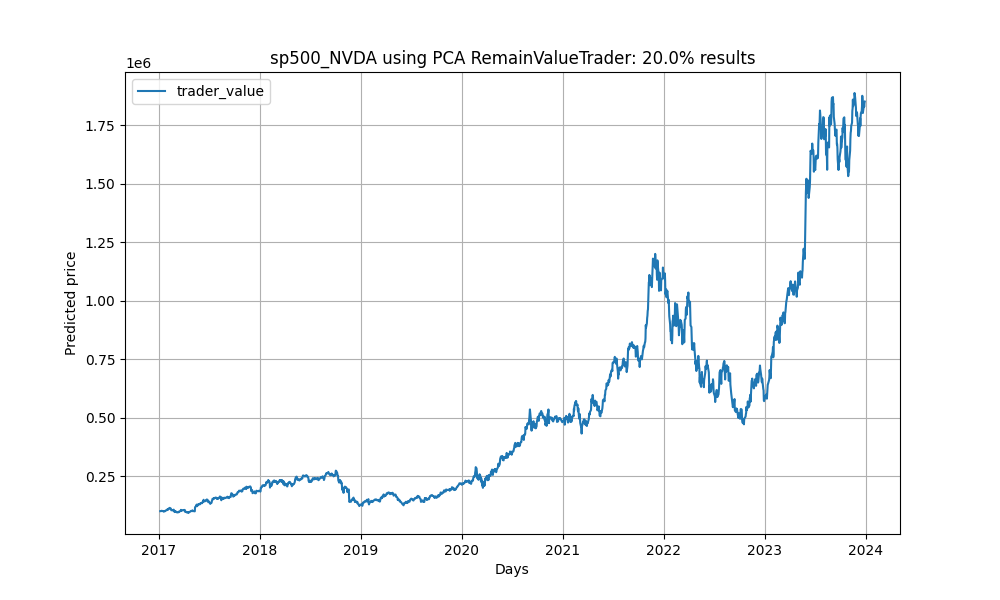 sp500_NVDA using PCA RemainValueTrader: 20.0% results
1e6
trader_value
1.75
1.50
1.25
1.00
0.75
0.50
0.25
Predicted price
2017 2018 2019 2020 2021 2022 2023 2024
Days